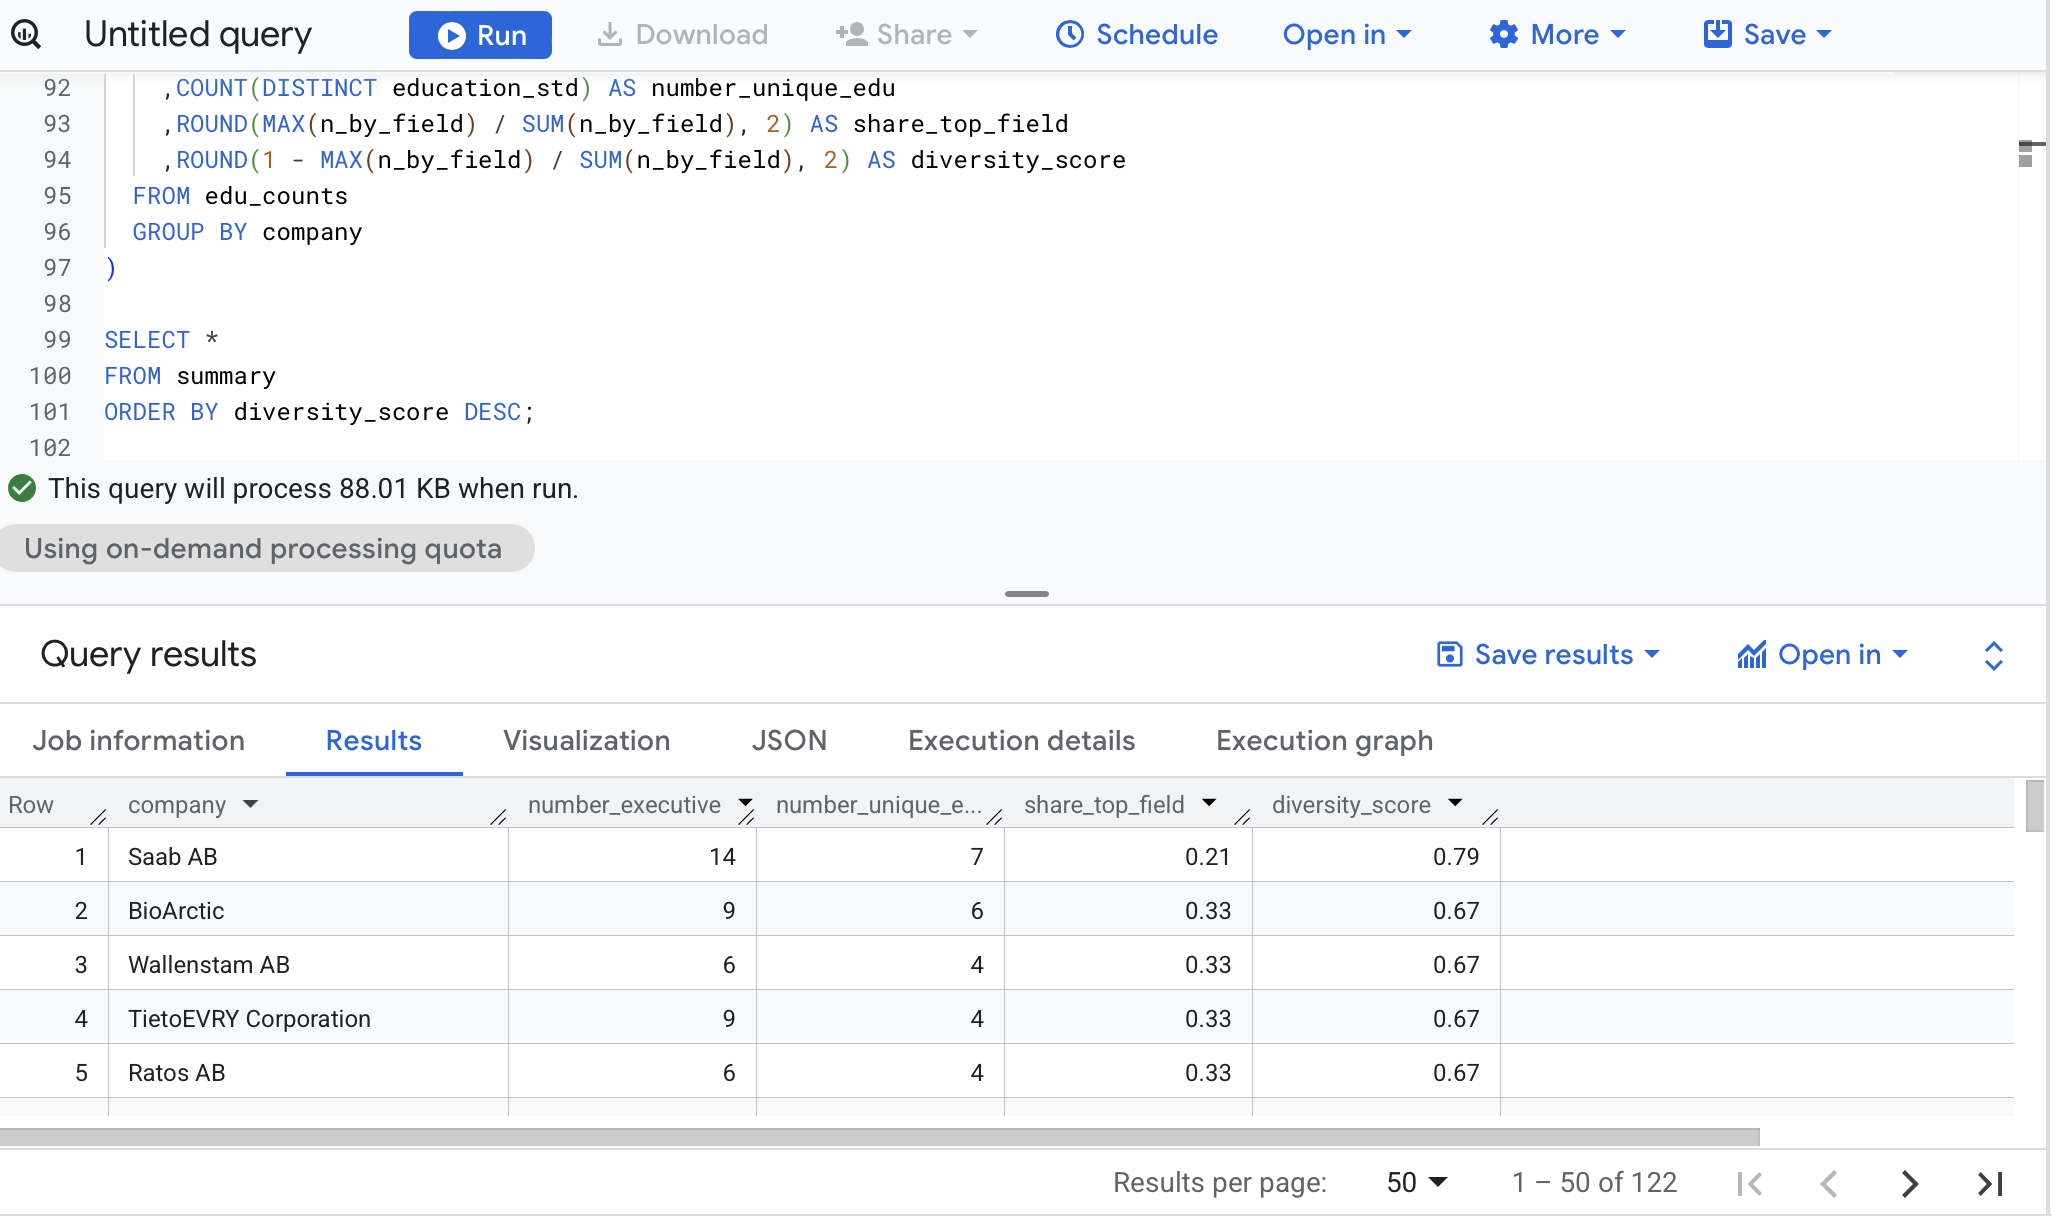 Untitled query Run Download Share Schedule Open in More Save
92 ,COUNT(DISTINCT education_std) AS number_unique_edu
93 ,ROUND(MAX(n_by_field) / SUM(n_by_field), 2) AS share_top_field
94 ,ROUND(1 - MAX(n_by_field) / SUM(n_by_field), 2) AS diversity_score
95 FROM edu_counts
96 GROUP BY company
97 )
98
99 SELECT *
100 FROM summary
101 ORDER BY diversity_score DESC;
102
This query will process 88.01 KB when run.
Using on-demand processing quota
Query results Save results Open in
Job information Results Visualization JSON Execution details Execution graph
Row company number_executive number_unique_e... share_top_field diversity_score
1 Saab AB 14 7 0.21 0.79
2 BioArctic 9 6 0.33 0.67
3 Wallenstam AB 6 4 0.33 0.67
4 TietoEVRY Corporation 9 4 0.33 0.67
5 Ratos AB 6 4 0.33 0.67
Results per page: 50 1 – 50 of 122